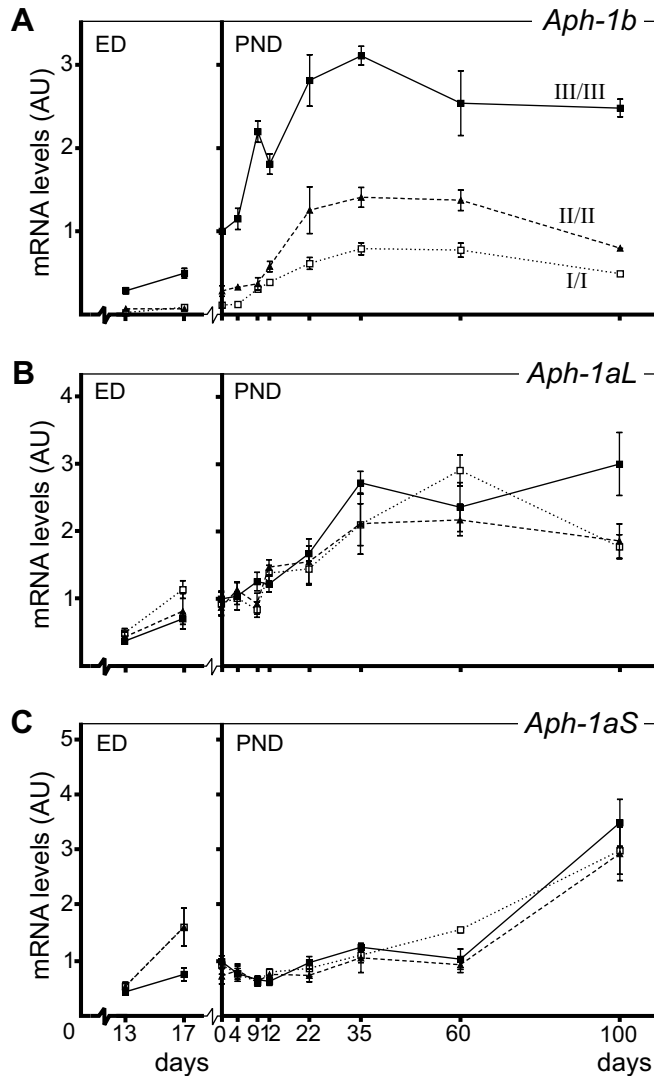 A
Aph-1b
ED
PND
mRNA levels (AU)
3
2
1
III/III
II/II
I/I
B
Aph-1aL
ED
PND
mRNA levels (AU)
4
3
2
1
C
Aph-1aS
ED
PND
mRNA levels (AU)
5
4
3
2
1
0
13 17 0 4 9 12 22 35 60 100
days days